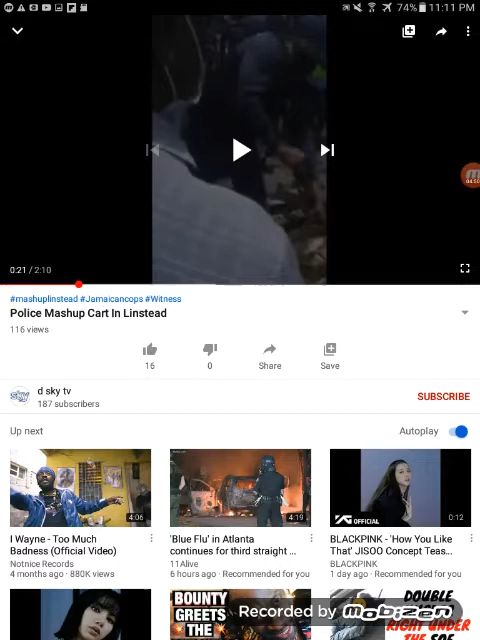 74% 11:11 PM
04:50
0:21 / 2:10
#mashuplinstead #Jamaicancops #Witness
Police Mashup Cart In Linstead
116 views
16
0
Share
Save
sky
d sky tv
187 subscribers
SUBSCRIBE
Up next
Autoplay
4:06
4:19
YG OFFICIAL
0:12
I Wayne - Too Much
Badness (Official Video)
Notnice Records
4 months ago · 880K views
'Blue Flu' in Atlanta
continues for third straight ...
11Alive
6 hours ago · Recommended for you
BLACKPINK - 'How You Like
That' JISOO Concept Teas...
BLACKPINK
1 day ago · Recommended for you
BOUNTY
GREETS
THE
DOUBLE
RIGHT UNDER
THE
Recorded by mobizen